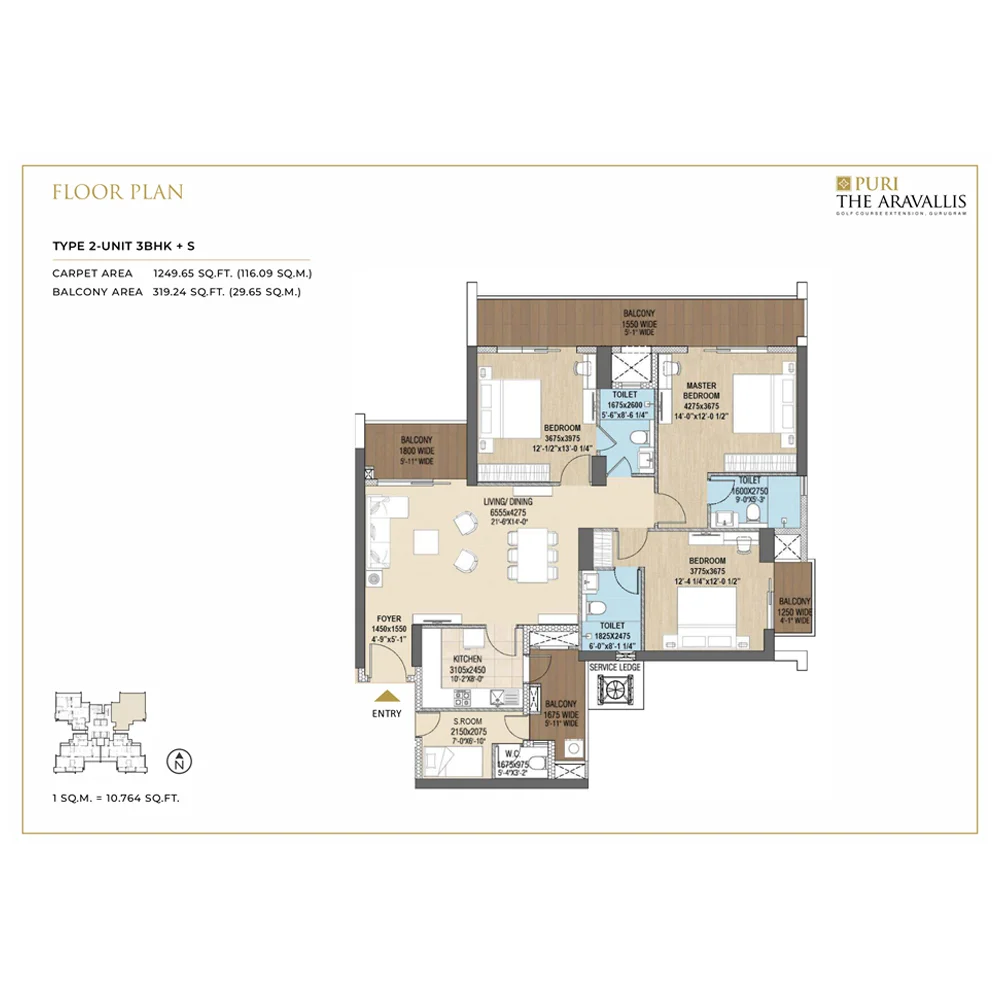 FLOOR PLAN
PURI
THE ARAVALLIS
GOLF COURSE EXTENSION, GURUGRAM
TYPE 2-UNIT 3BHK + S
CARPET AREA 1249.65 SQ.FT. (116.09 SQ.M.)
BALCONY AREA 319.24 SQ.FT. (29.65 SQ.M.)
BALCONY
1550 WIDE
5'-1" WIDE
TOILET
1675x2600
5'-6"x8'-6 1/4"
MASTER
BEDROOM
4275x3675
14'-0"x12'-0 1/2"
BEDROOM
3675x3975
12'-1/2"x13'-0 1/4"
BALCONY
1800 WIDE
5'-11" WIDE
TOILET
1600X2750
9'-0"X5'-3"
LIVING/ DINING
6555x4275
21'-6"X14'-0"
BEDROOM
3775x3675
12'-4 1/4"x12'-0 1/2"
BALCONY
1250 WIDE
4'-1" WIDE
FOYER
1450x1550
4'-9"x5'-1"
TOILET
1825X2475
6'-0"x8'-1 1/4"
KITCHEN
3105x2450
10'-2"X8'-0"
SERVICE LEDGE
BALCONY
1675 WIDE
5'-11" WIDE
ENTRY
S.ROOM
2150x2075
7'-0"X6'-10"
W.C.
1675x975
5'-4"X3'-2"
N
1 SQ.M. = 10.764 SQ.FT.